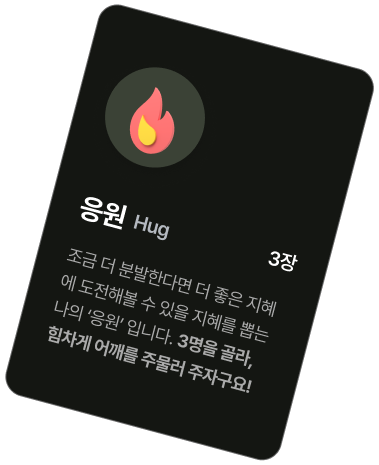 응원 Hug
3장
조금 더 분발한다면 더 좋은 지혜
에 도전해볼 수 있을 지혜를 뽑는
나의 ‘응원’ 입니다. 3명을 골라,
힘차게 어깨를 주물러 주자구요!